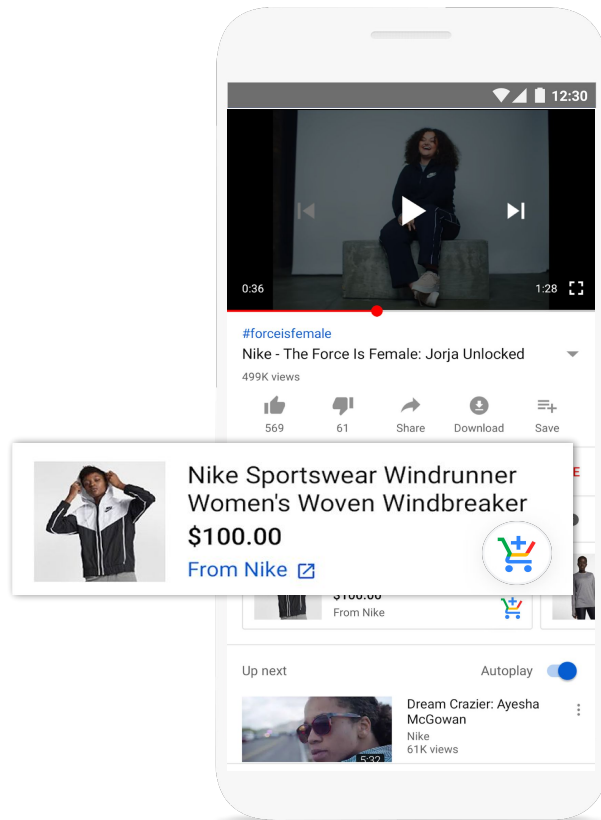 12:30
0:36
1:28
#forceisfemale
Nike - The Force Is Female: Jorja Unlocked
499K views
569
61
Share
Download
Save
E
Nike Sportswear Windrunner
Women's Woven Windbreaker
$100.00
From Nike
$100.00
From Nike
Up next
Autoplay
Dream Crazier: Ayesha
McGowan
Nike
61K views
5:32